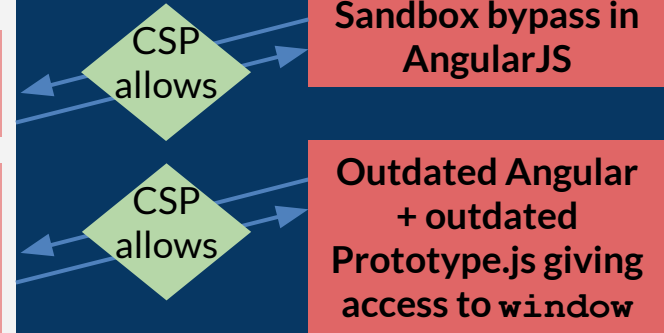 CSP
allows
Sandbox bypass in
AngularJS
CSP
allows
Outdated Angular
+ outdated
Prototype.js giving
access to window